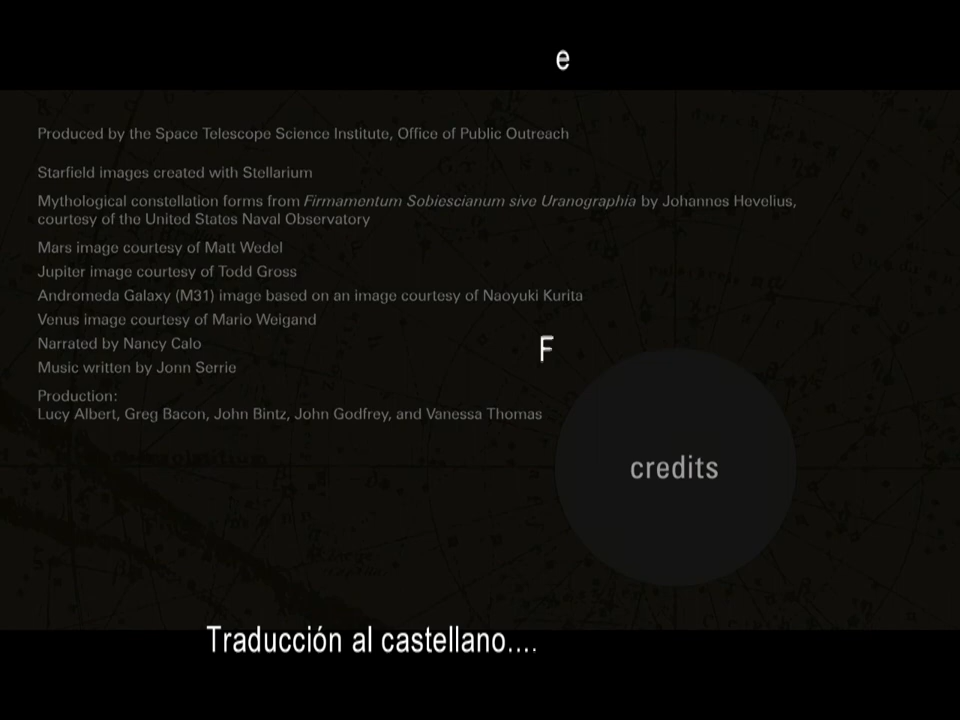 e
Produced by the Space Telescope Science Institute, Office of Public Outreach
Starfield images created with Stellarium
Mythological constellation forms from Firmamentum Sobiescianum sive Uranographia by Johannes Hevelius,
courtesy of the United States Naval Observatory
Mars image courtesy of Matt Wedel
Jupiter image courtesy of Todd Gross
Andromeda Galaxy (M31) image based on an image courtesy of Naoyuki Kurita
Venus image courtesy of Mario Weigand
Narrated by Nancy Calo
F
Music written by Jonn Serrie
Production:
Lucy Albert, Greg Bacon, John Bintz, John Godfrey, and Vanessa Thomas
credits
Traducción al castellano....